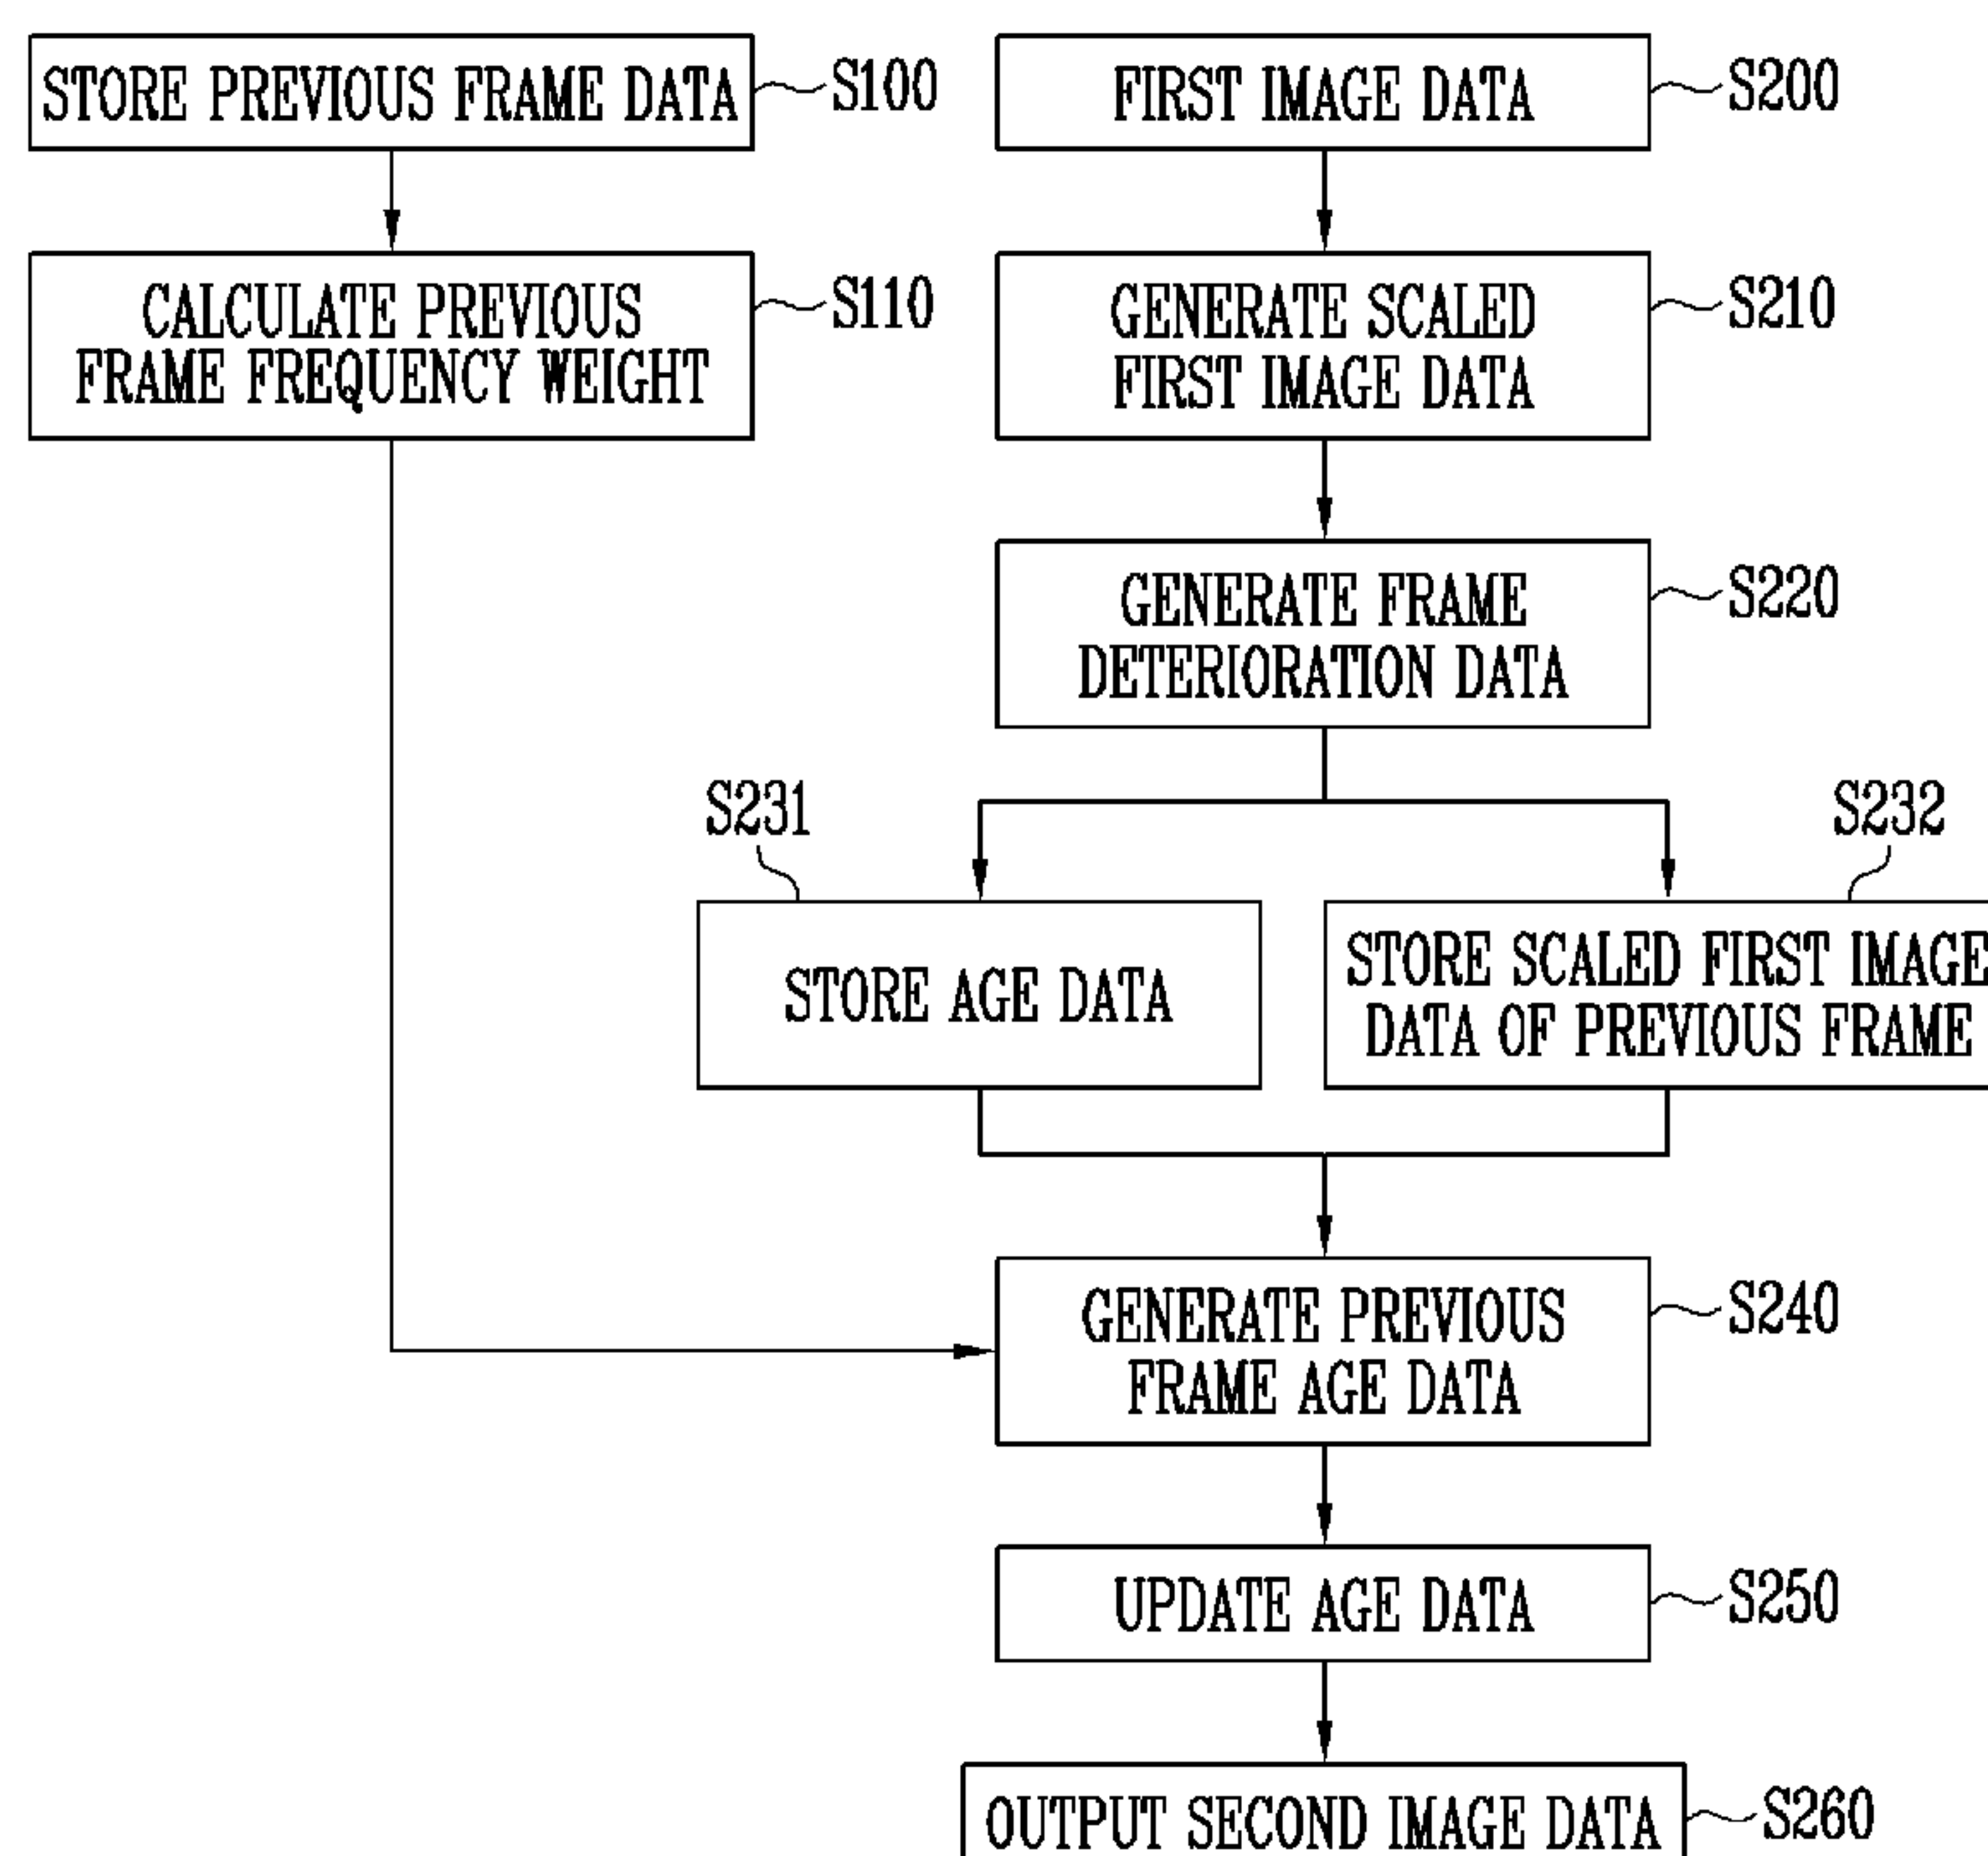 STORE PREVIOUS FRAME DATA
S100
FIRST IMAGE DATA
S200
CALCULATE PREVIOUS
FRAME FREQUENCY WEIGHT
S110
GENERATE SCALED
FIRST IMAGE DATA
S210
GENERATE FRAME
DETERIORATION DATA
S220
S231
S232
STORE AGE DATA
STORE SCALED FIRST IMAGE
DATA OF PREVIOUS FRAME
GENERATE PREVIOUS
FRAME AGE DATA
S240
UPDATE AGE DATA
S250
OUTPUT SECOND IMAGE DATA
S260